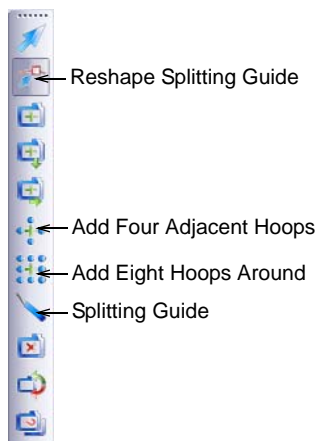 Reshape Splitting Guide
Add Four Adjacent Hoops
Add Eight Hoops Around
Splitting Guide